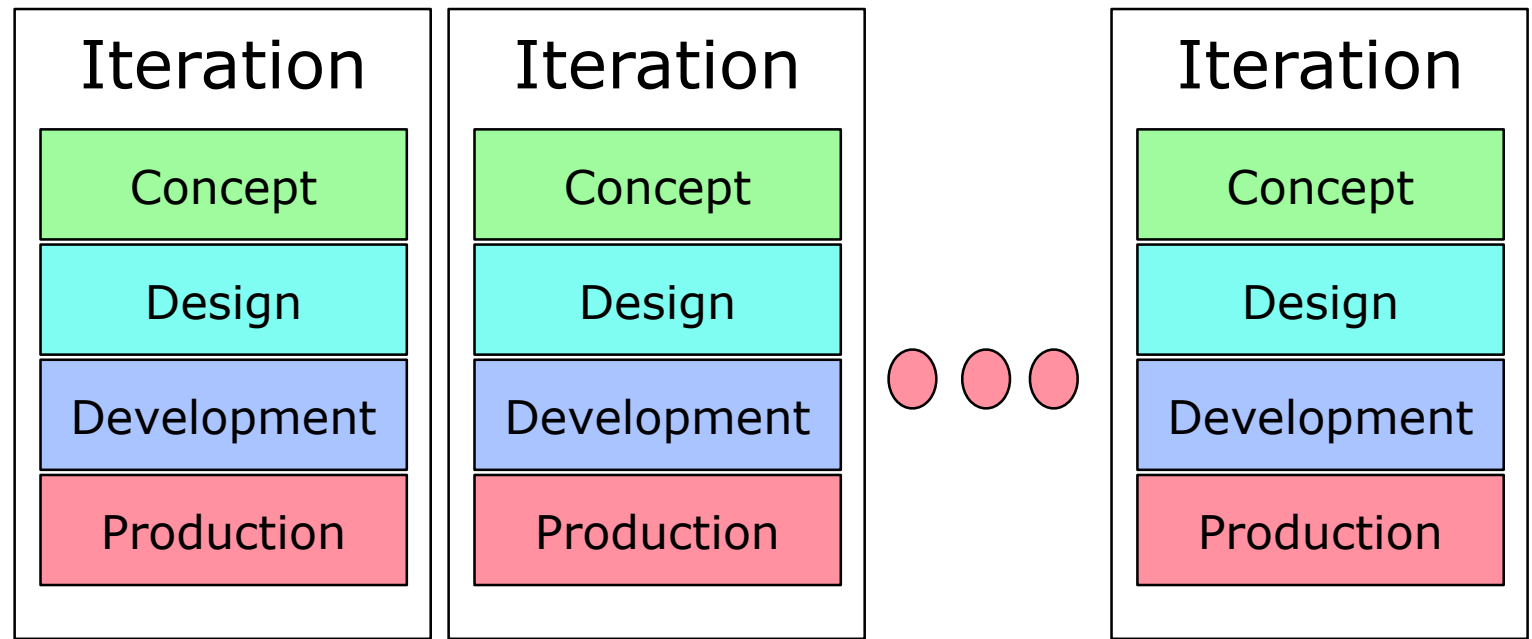 Iteration
Concept
Design
Development
Production
Iteration
Concept
Design
Development
Production
Iteration
Concept
Design
Development
Production